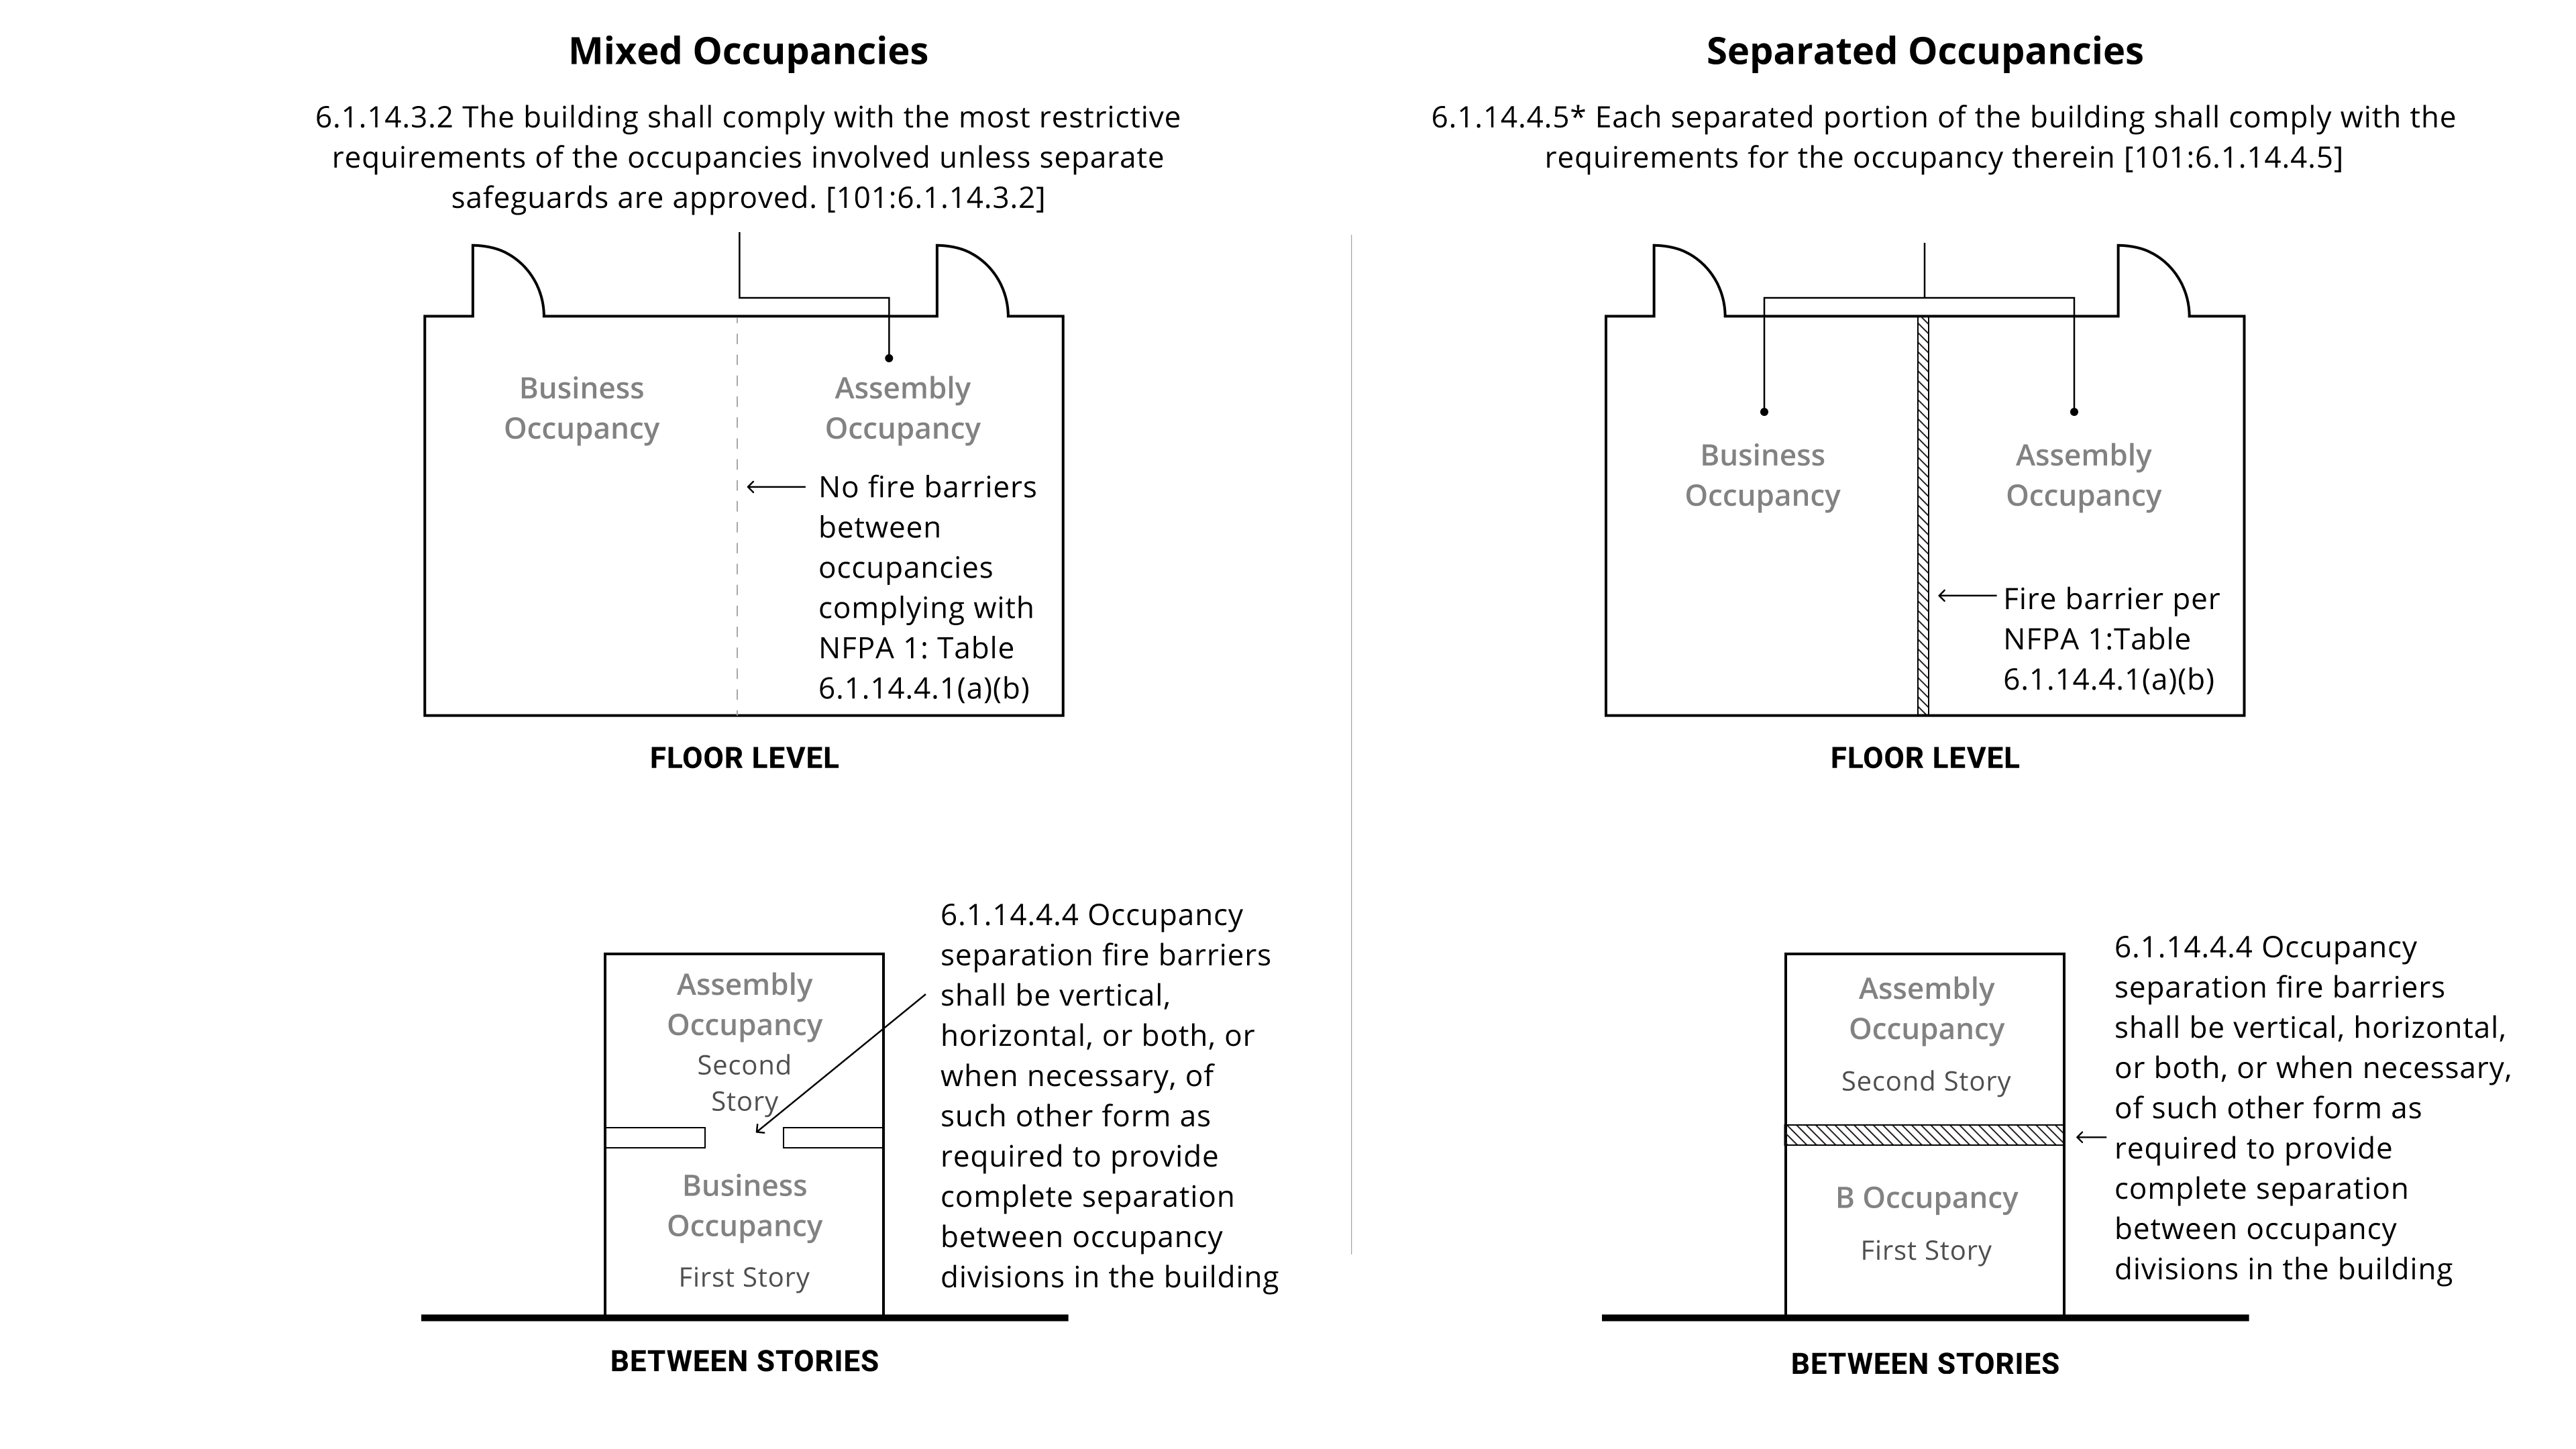 Mixed Occupancies
6.1.14.3.2 The building shall comply with the most restrictive
requirements of the occupancies involved unless separate
safeguards are approved. [101:6.1.14.3.2]
Business
Occupancy
Assembly
Occupancy
No fire barriers
between
occupancies
complying with
NFPA 1: Table
6.1.14.4.1(a)(b)
FLOOR LEVEL
Assembly
Occupancy
Second
Story
Business
Occupancy
First Story
6.1.14.4.4 Occupancy
separation fire barriers
shall be vertical,
horizontal, or both, or
when necessary, of
such other form as
required to provide
complete separation
between occupancy
divisions in the building
BETWEEN STORIES
Separated Occupancies
6.1.14.4.5* Each separated portion of the building shall comply with the
requirements for the occupancy therein [101:6.1.14.4.5]
Business
Occupancy
Assembly
Occupancy
Fire barrier per
NFPA 1:Table
6.1.14.4.1(a)(b)
FLOOR LEVEL
Assembly
Occupancy
Second Story
B Occupancy
First Story
6.1.14.4.4 Occupancy
separation fire barriers
shall be vertical, horizontal,
or both, or when necessary,
of such other form as
required to provide
complete separation
between occupancy
divisions in the building
BETWEEN STORIES